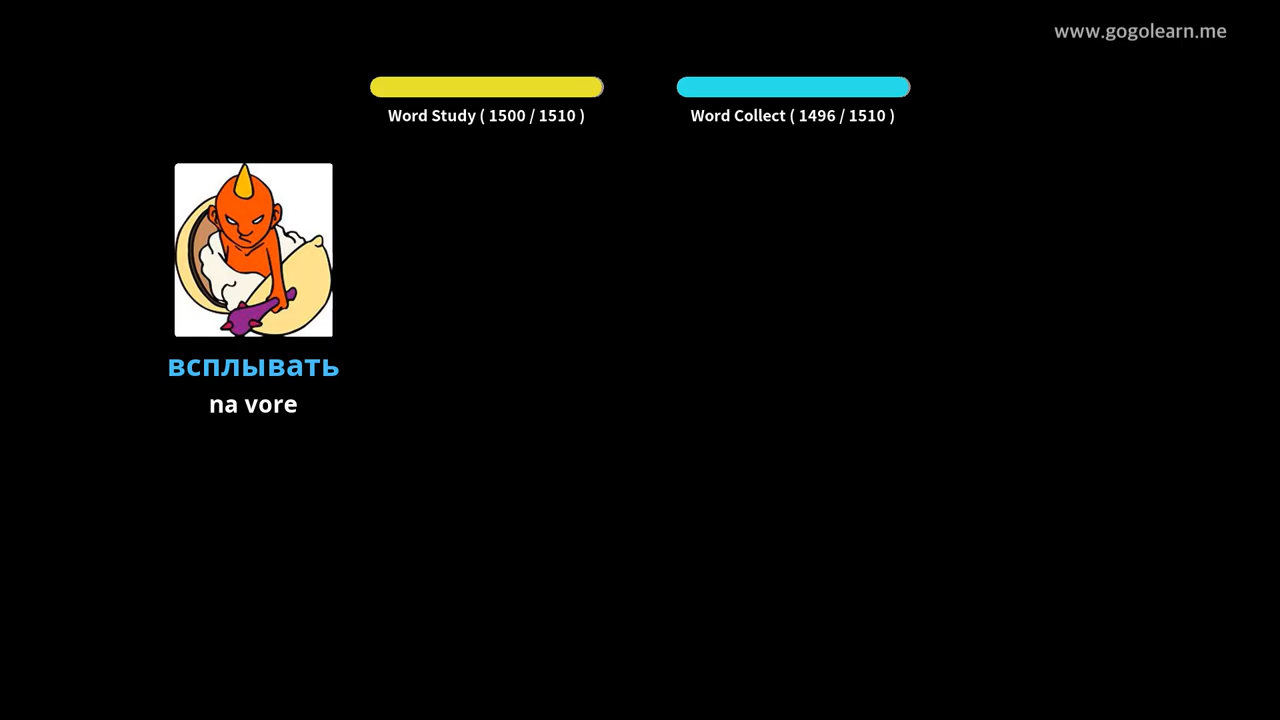 www.gogolearn.me
Word Study ( 1500 / 1510 )
Word Collect ( 1496 / 1510 )
всплывать
na vore